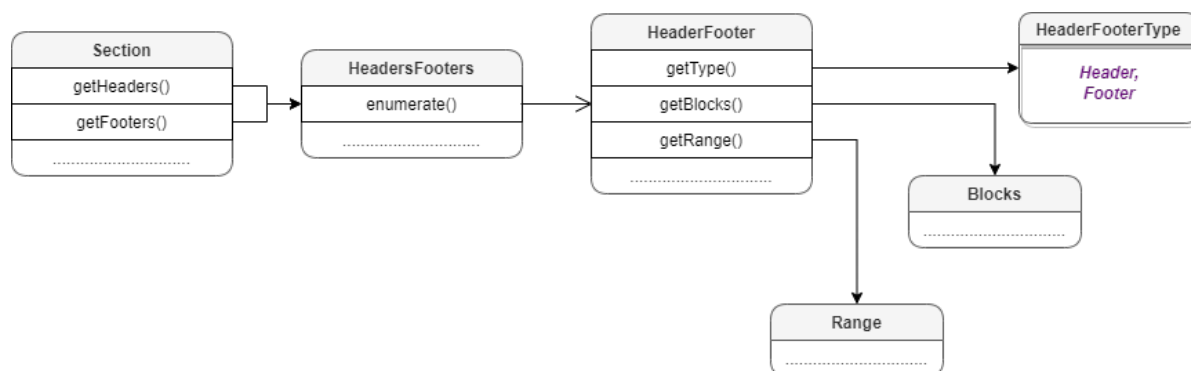 Section
getHeaders()
getFooters()
................................
HeadersFooters
enumerate()
................................
HeaderFooter
getType()
getBlocks()
getRange()
................................
HeaderFooterType
Header,
Footer
Blocks
................................
Range
................................